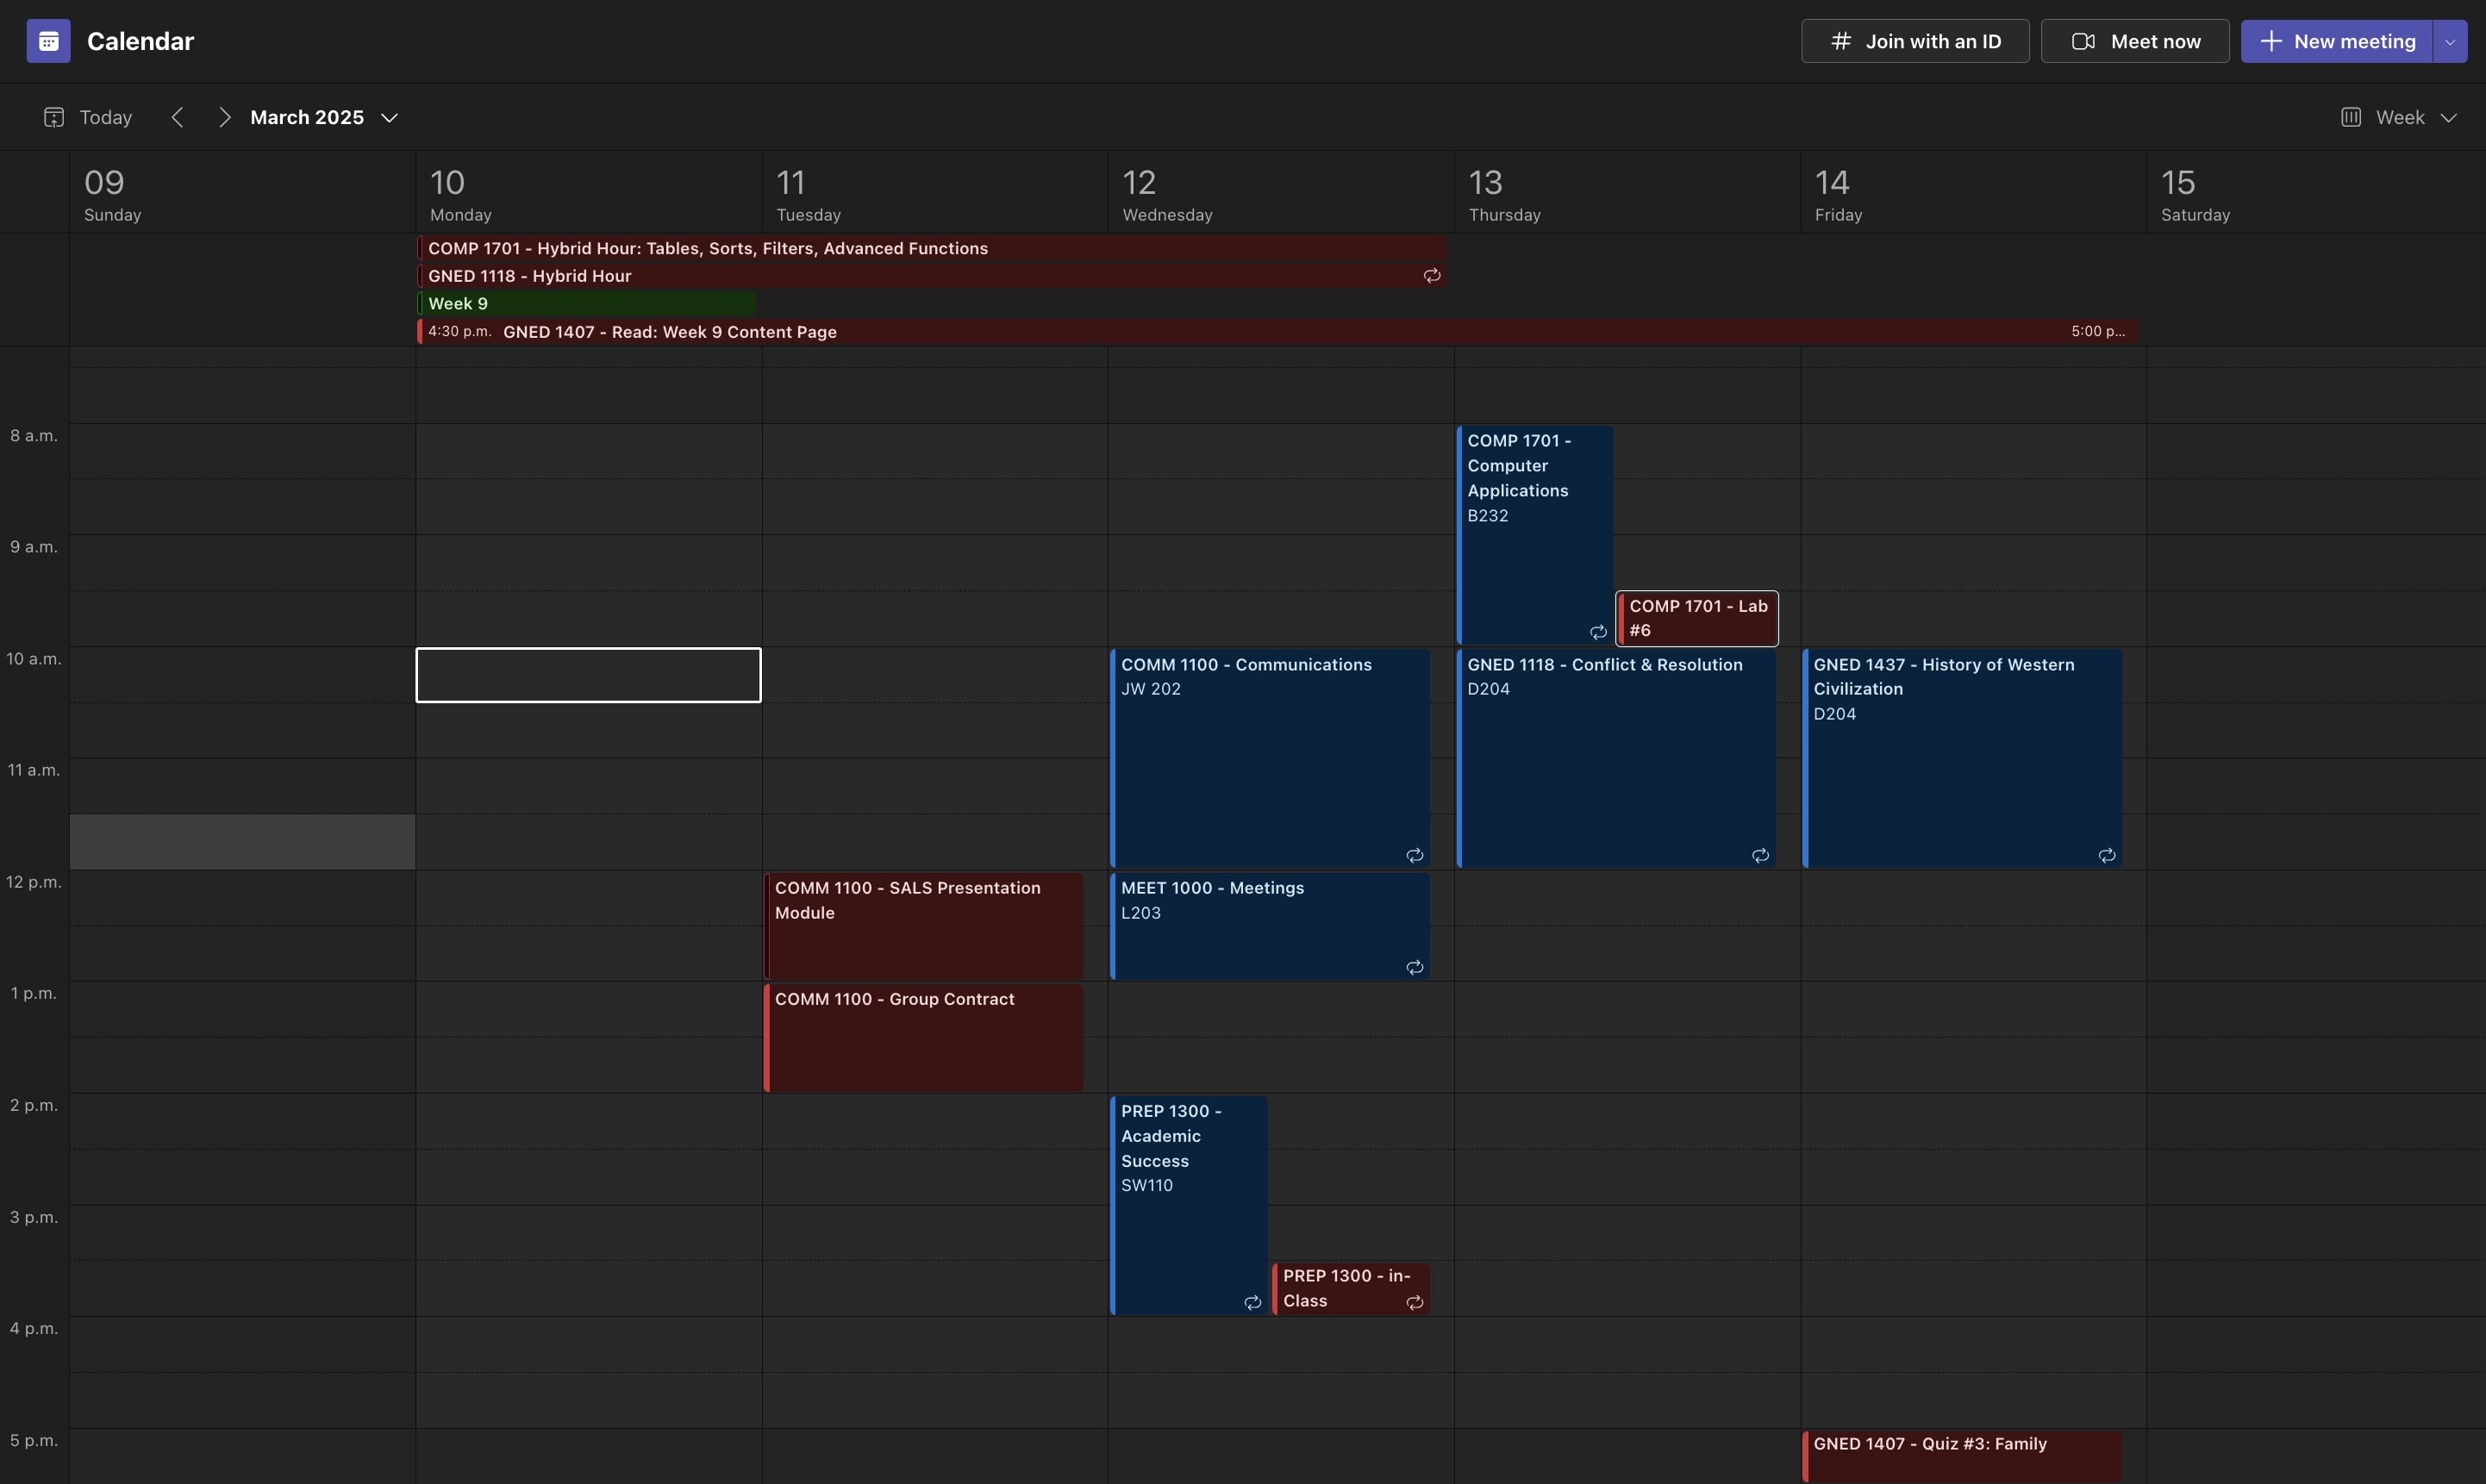 Calendar
Join with an ID
Meet now
New meeting
Today
March 2025
Week
09
Sunday
10
Monday
11
Tuesday
12
Wednesday
13
Thursday
14
Friday
15
Saturday
COMP 1701 - Hybrid Hour: Tables, Sorts, Filters, Advanced Functions
GNED 1118 - Hybrid Hour
Week 9
4:30 p.m. GNED 1407 - Read: Week 9 Content Page 5:00 p...
8 a.m.
9 a.m.
10 a.m.
11 a.m.
12 p.m.
1 p.m.
2 p.m.
3 p.m.
4 p.m.
5 p.m.
COMM 1100 - SALS Presentation
Module
COMM 1100 - Group Contract
COMM 1100 - Communications
JW 202
MEET 1000 - Meetings
L203
PREP 1300 -
Academic
Success
SW110
PREP 1300 - in-
Class
COMP 1701 -
Computer
Applications
B232
COMP 1701 - Lab
#6
GNED 1118 - Conflict & Resolution
D204
GNED 1437 - History of Western
Civilization
D204
GNED 1407 - Quiz #3: Family